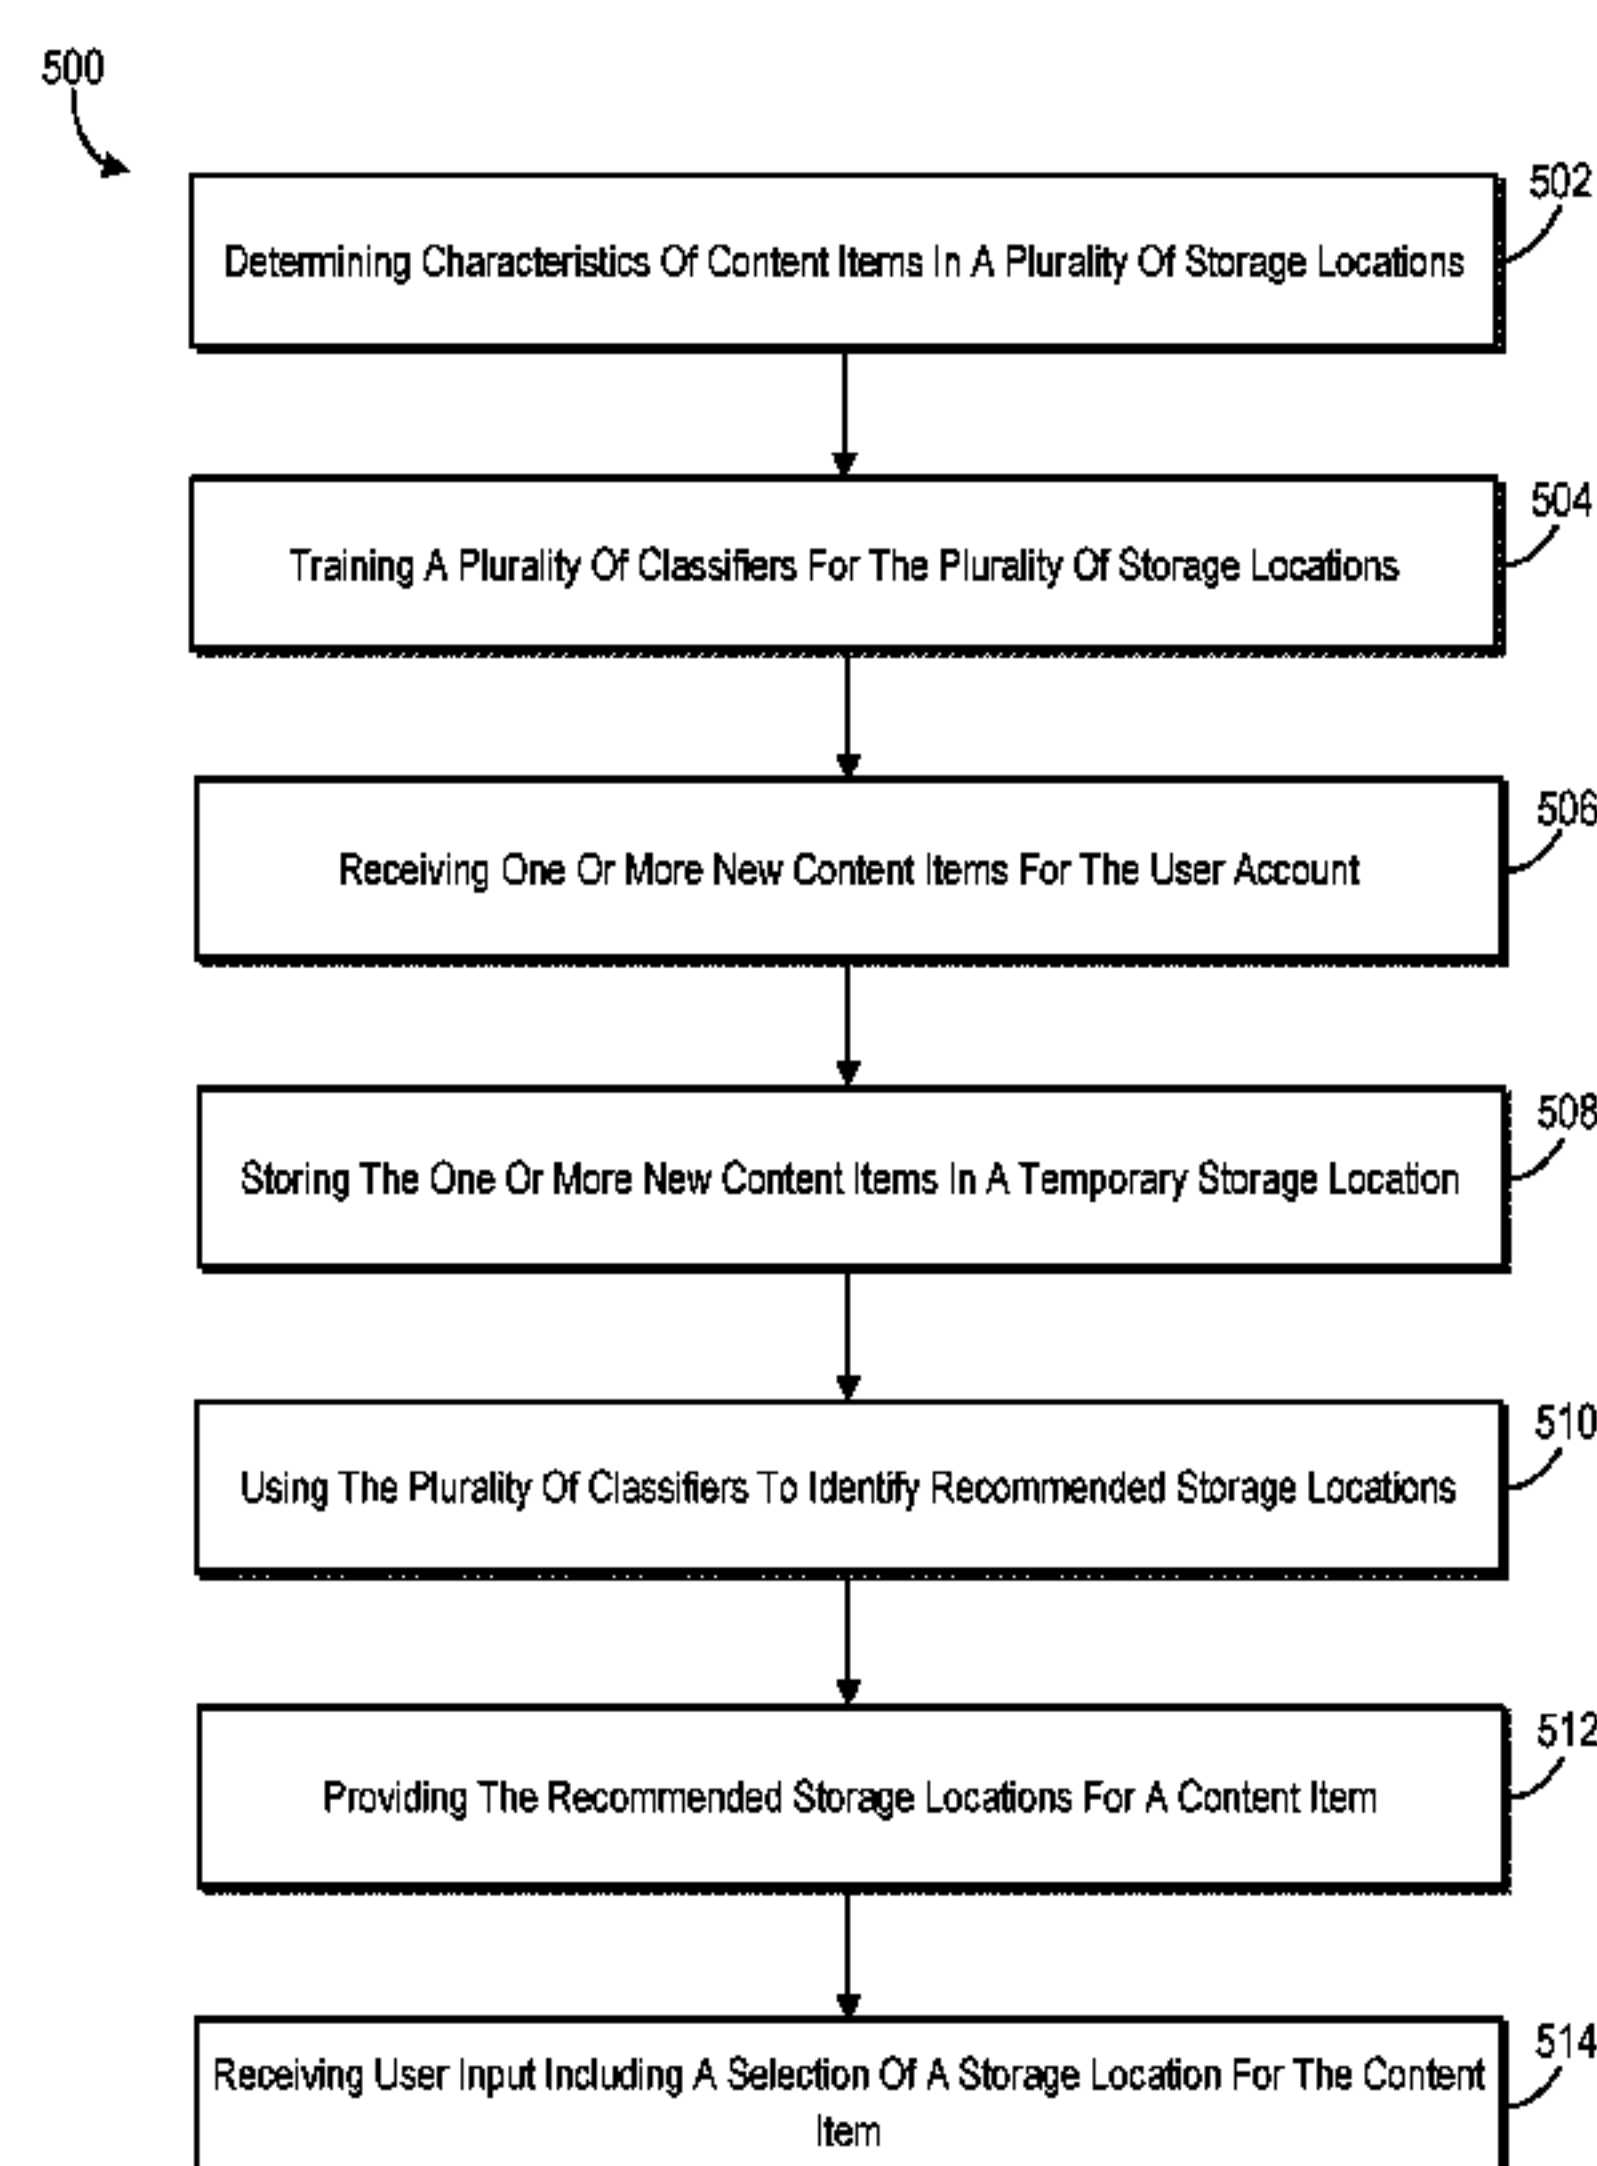 500
502
Determining Characteristics Of Content Items In A Plurality Of Storage Locations
504
Training A Plurality Of Classifiers For The Plurality Of Storage Locations
506
Receiving One Or More New Content Items For The User Account
508
Storing The One Or More New Content Items In A Temporary Storage Location
510
Using The Plurality Of Classifiers To Identify Recommended Storage Locations
512
Providing The Recommended Storage Locations For A Content Item
514
Receiving User Input Including A Selection Of A Storage Location For The Content
Item